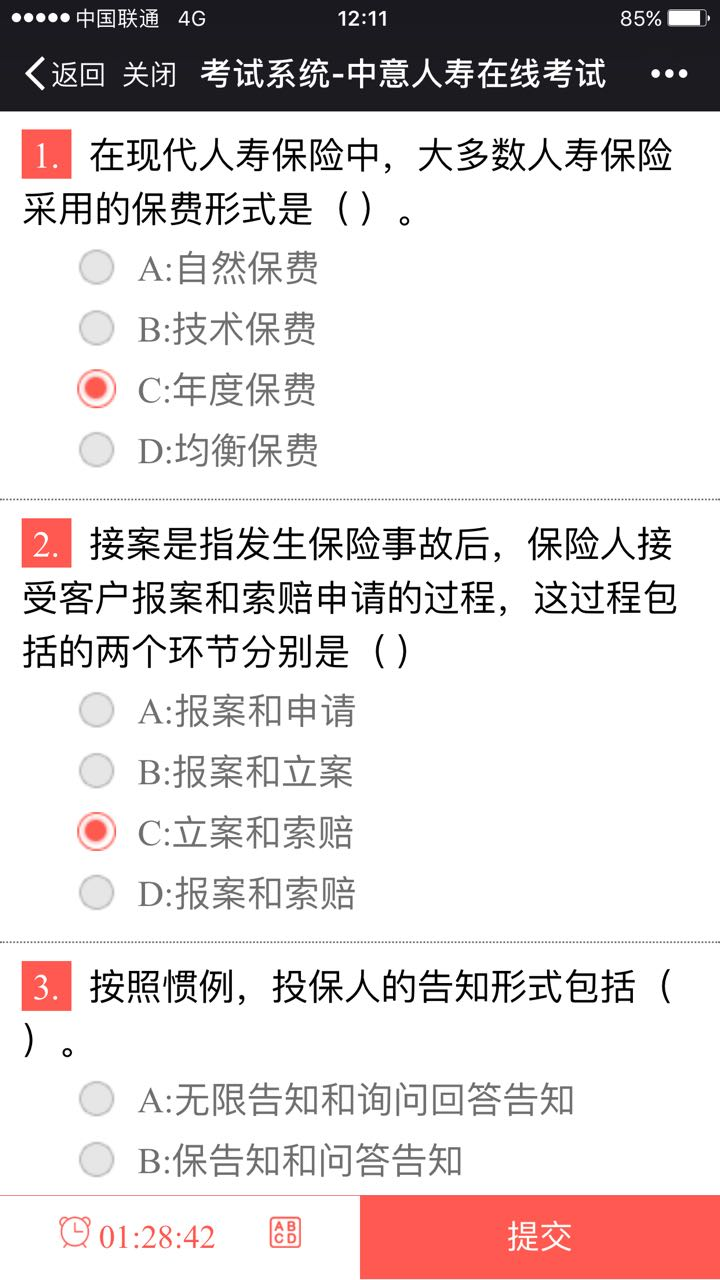 中国联通 4G 12:11 85%
返回 关闭 考试系统-中意人寿在线考试
1. 在现代人寿保险中，大多数人寿保险
采用的保费形式是（ ）。
A:自然保费
B:技术保费
C:年度保费
D:均衡保费
2. 接案是指发生保险事故后，保险人接
受客户报案和索赔申请的过程，这过程包
括的两个环节分别是（ ）
A:报案和申请
B:报案和立案
C:立案和索赔
D:报案和索赔
3. 按照惯例，投保人的告知形式包括（
）。
A:无限告知和询问回答告知
B:保告知和问答告知
01:28:42 AB 提交
CD